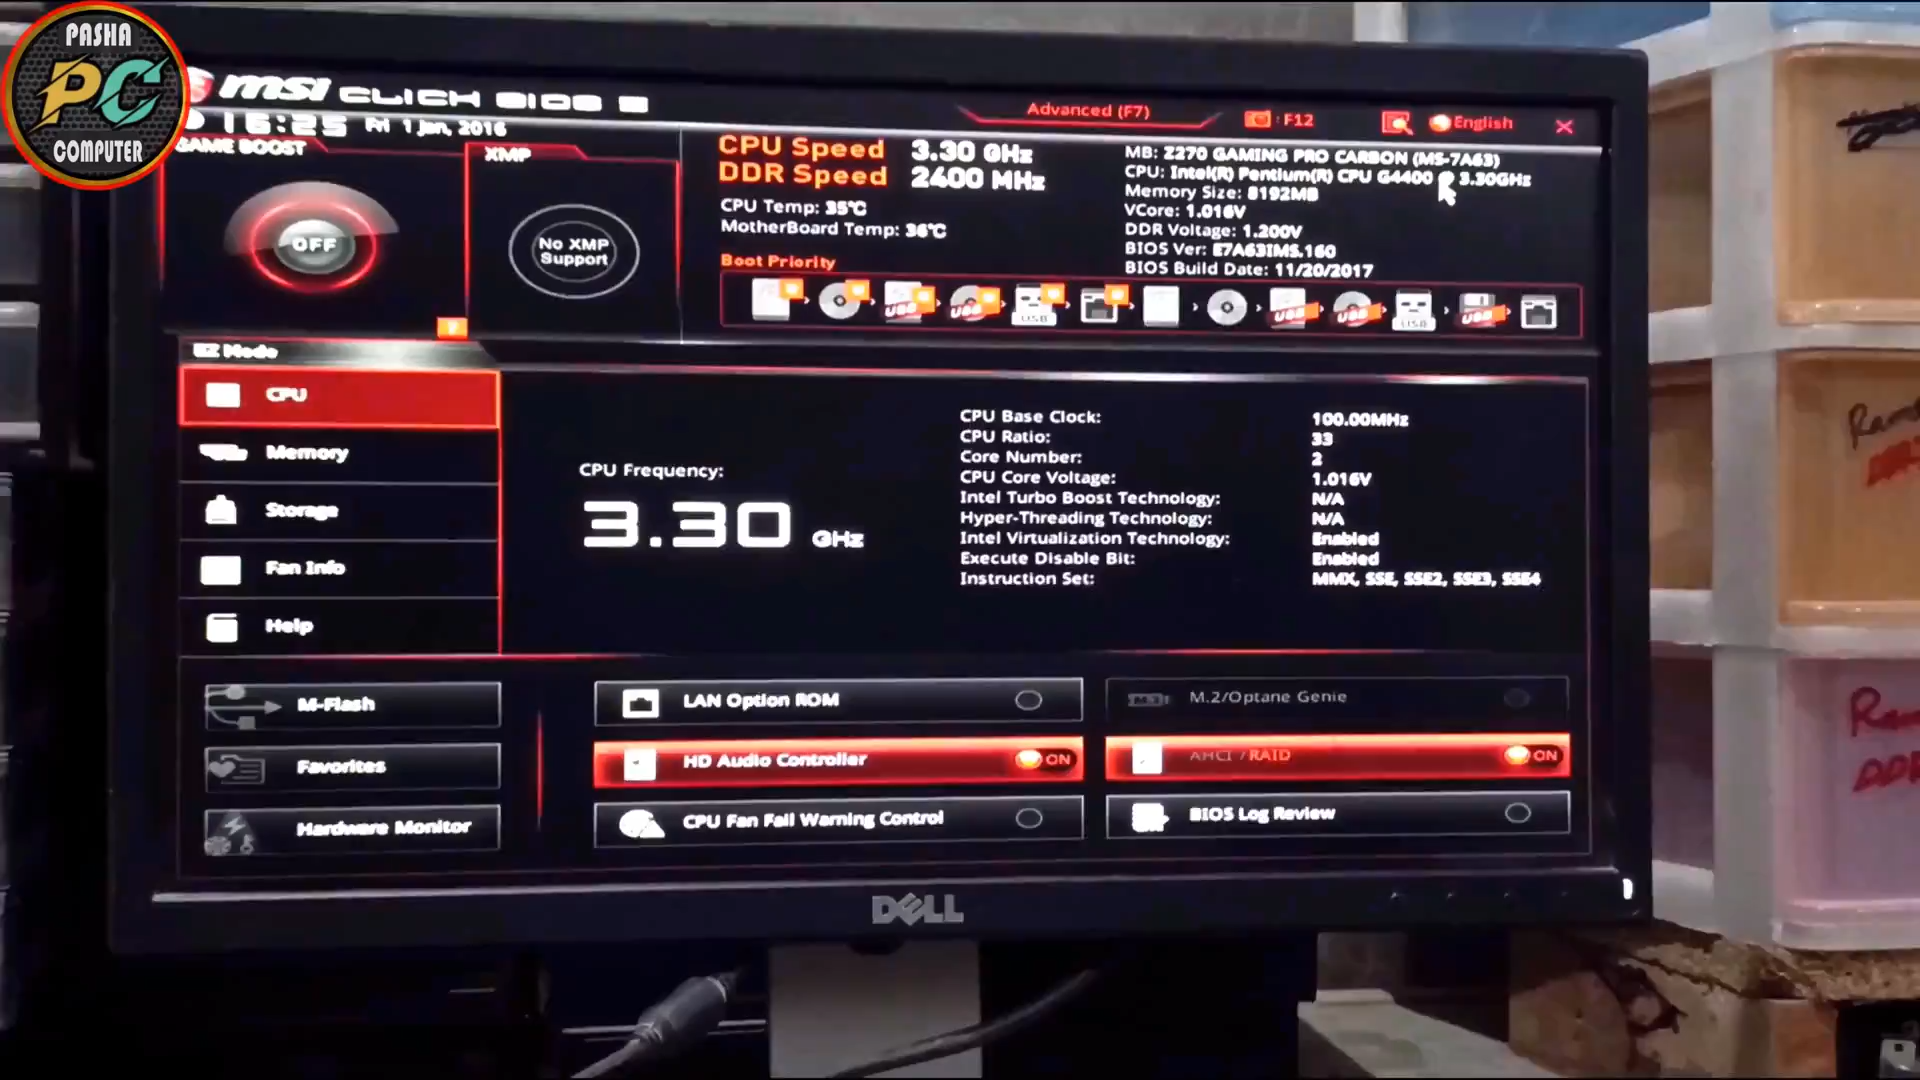 PASHA
PC
COMPUTER
msi CLICK BIOS 5
16:25 Fri 1 Jan, 2016
Advanced (F7)
: F12
English
X
GAME BOOST
OFF
XMP
No XMP
Support
CPU Speed 3.30 GHz
DDR Speed 2400 MHz
CPU Temp: 35°C
MotherBoard Temp: 36°C
MB: Z270 GAMING PRO CARBON (MS-7A63)
CPU: Intel(R) Pentium(R) CPU G4400 @ 3.30GHz
Memory Size: 8192MB
VCore: 1.016V
DDR Voltage: 1.200V
BIOS Ver: E7A63IMS.160
BIOS Build Date: 11/20/2017
Boot Priority
USB USB USB USB USB USB USB
EZ Mode
CPU
Memory
Storage
Fan Info
Help
CPU Frequency:
3.30 GHz
CPU Base Clock: 100.00MHz
CPU Ratio: 33
Core Number: 2
CPU Core Voltage: 1.016V
Intel Turbo Boost Technology: N/A
Hyper-Threading Technology: N/A
Intel Virtualization Technology: Enabled
Execute Disable Bit: Enabled
Instruction Set: MMX, SSE, SSE2, SSE3, SSE4
M-Flash
Favorites
Hardware Monitor
LAN Option ROM
HD Audio Controller ON
CPU Fan Fail Warning Control
M.2/Optane Genie
AHCI / RAID ON
BIOS Log Review
DELL